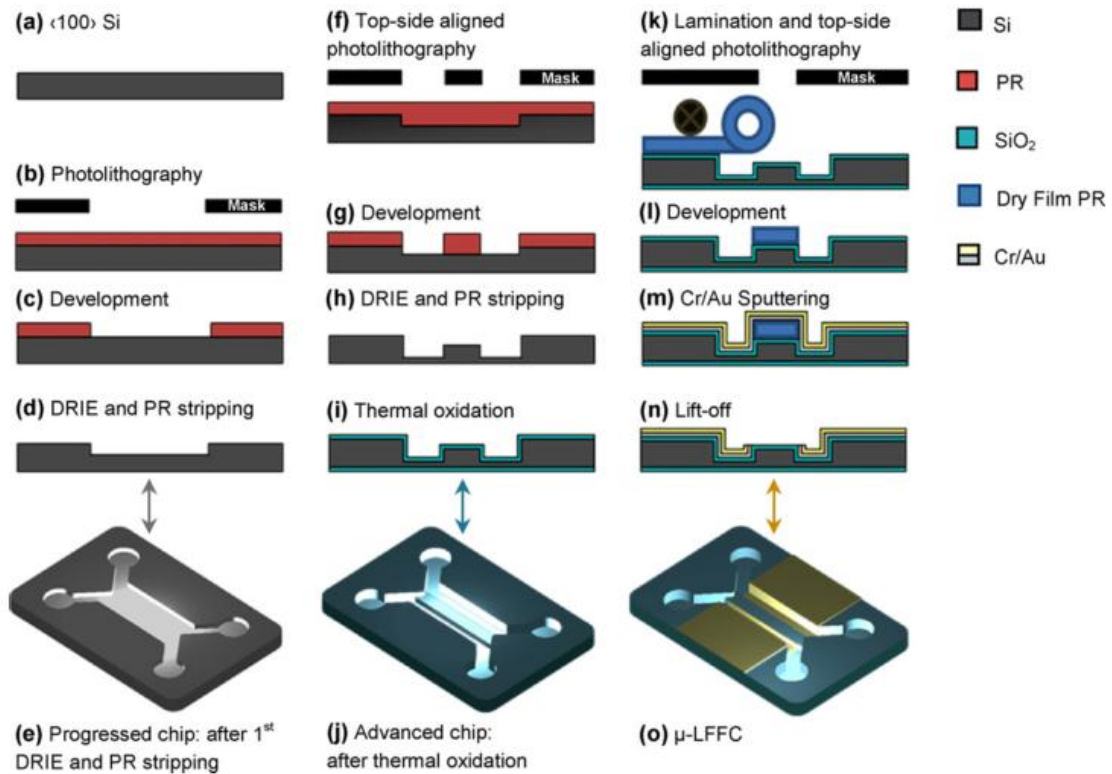 (a) ‹100› Si
(b) Photolithography
Mask
(c) Development
(d) DRIE and PR stripping
(e) Progressed chip: after 1st
DRIE and PR stripping
(f) Top-side aligned
photolithography
Mask
(g) Development
(h) DRIE and PR stripping
(i) Thermal oxidation
(j) Advanced chip:
after thermal oxidation
(k) Lamination and top-side
aligned photolithography
Mask
(l) Development
(m) Cr/Au Sputtering
(n) Lift-off
(o) μ-LFFC
Si
PR
SiO₂
Dry Film PR
Cr/Au